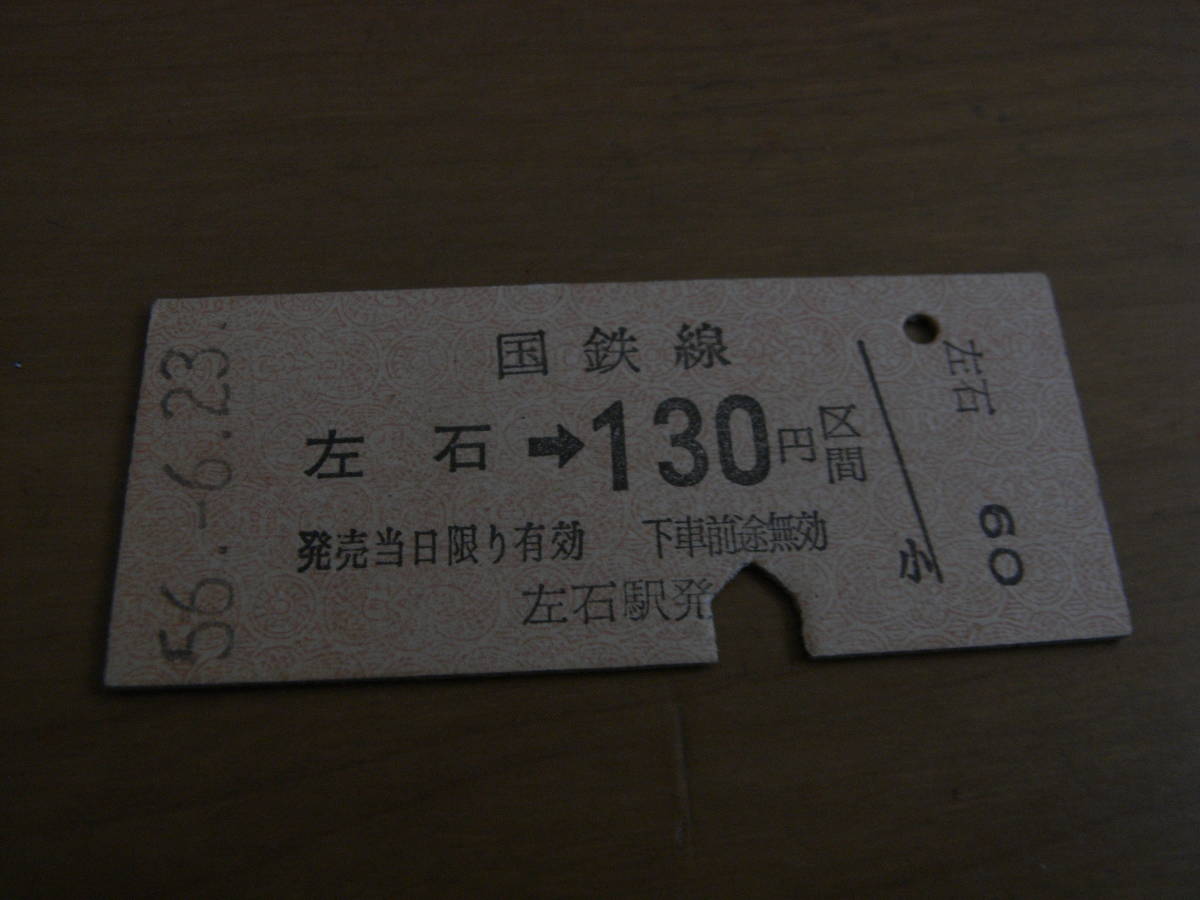 56.-6.23.
国鉄線
左石➡130円区間
発売当日限り有効 下車前途無効
左石駅発
左石
小 60